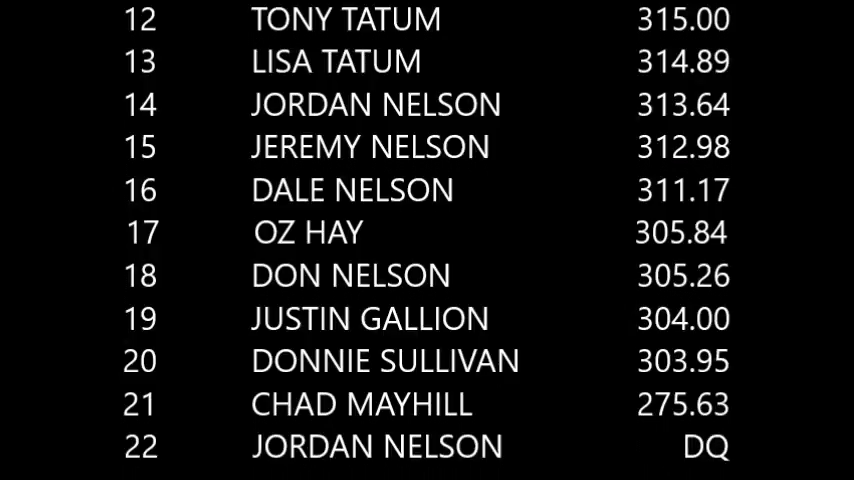 12 TONY TATUM 315.00
13 LISA TATUM 314.89
14 JORDAN NELSON 313.64
15 JEREMY NELSON 312.98
16 DALE NELSON 311.17
17 OZ HAY 305.84
18 DON NELSON 305.26
19 JUSTIN GALLION 304.00
20 DONNIE SULLIVAN 303.95
21 CHAD MAYHILL 275.63
22 JORDAN NELSON DQ